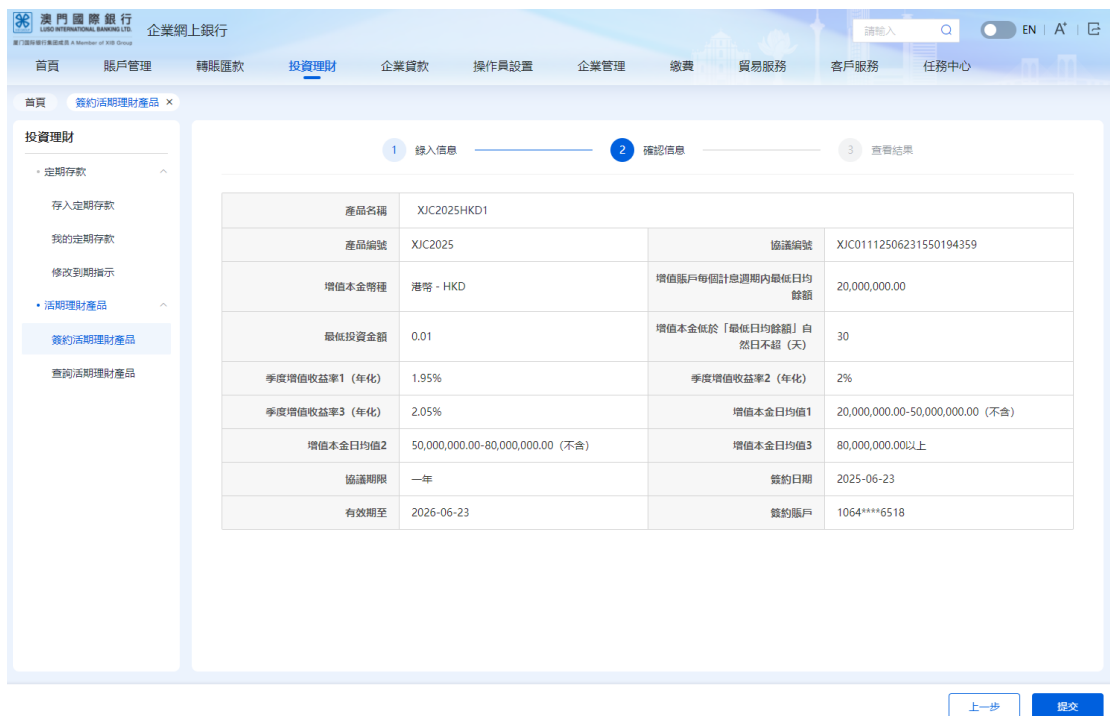 澳門國際銀行
LUSO INTERNATIONAL BANKING LTD.
廈门国际银行集团成员 A Member of XIB Group
企業網上銀行
請輸入
EN
A+
首頁 賬戶管理 轉賬匯款 投資理財 企業貸款 操作員設置 企業管理 繳費 貿易服務 客戶服務 任務中心
首頁 簽約活期理財產品 ×
投資理財
定期存款
存入定期存款
我的定期存款
修改到期指示
活期理財產品
簽約活期理財產品
查詢活期理財產品
1 錄入信息 2 確認信息 3 查看結果
產品名稱 XJC2025HKD1
產品編號 XJC2025 協議編號 XJC01112506231550194359
增值本金幣種 港幣 - HKD 增值賬戶每個計息週期內最低日均
餘額 20,000,000.00
最低投資金額 0.01 增值本金低於「最低日均餘額」自
然日不超（天） 30
季度增值收益率1（年化） 1.95% 季度增值收益率2（年化） 2%
季度增值收益率3（年化） 2.05% 增值本金日均值1 20,000,000.00-50,000,000.00（不含）
增值本金日均值2 50,000,000.00-80,000,000.00（不含） 增值本金日均值3 80,000,000.00以上
協議期限 一年 簽約日期 2025-06-23
有效期至 2026-06-23 簽約賬戶 1064****6518
上一步 提交